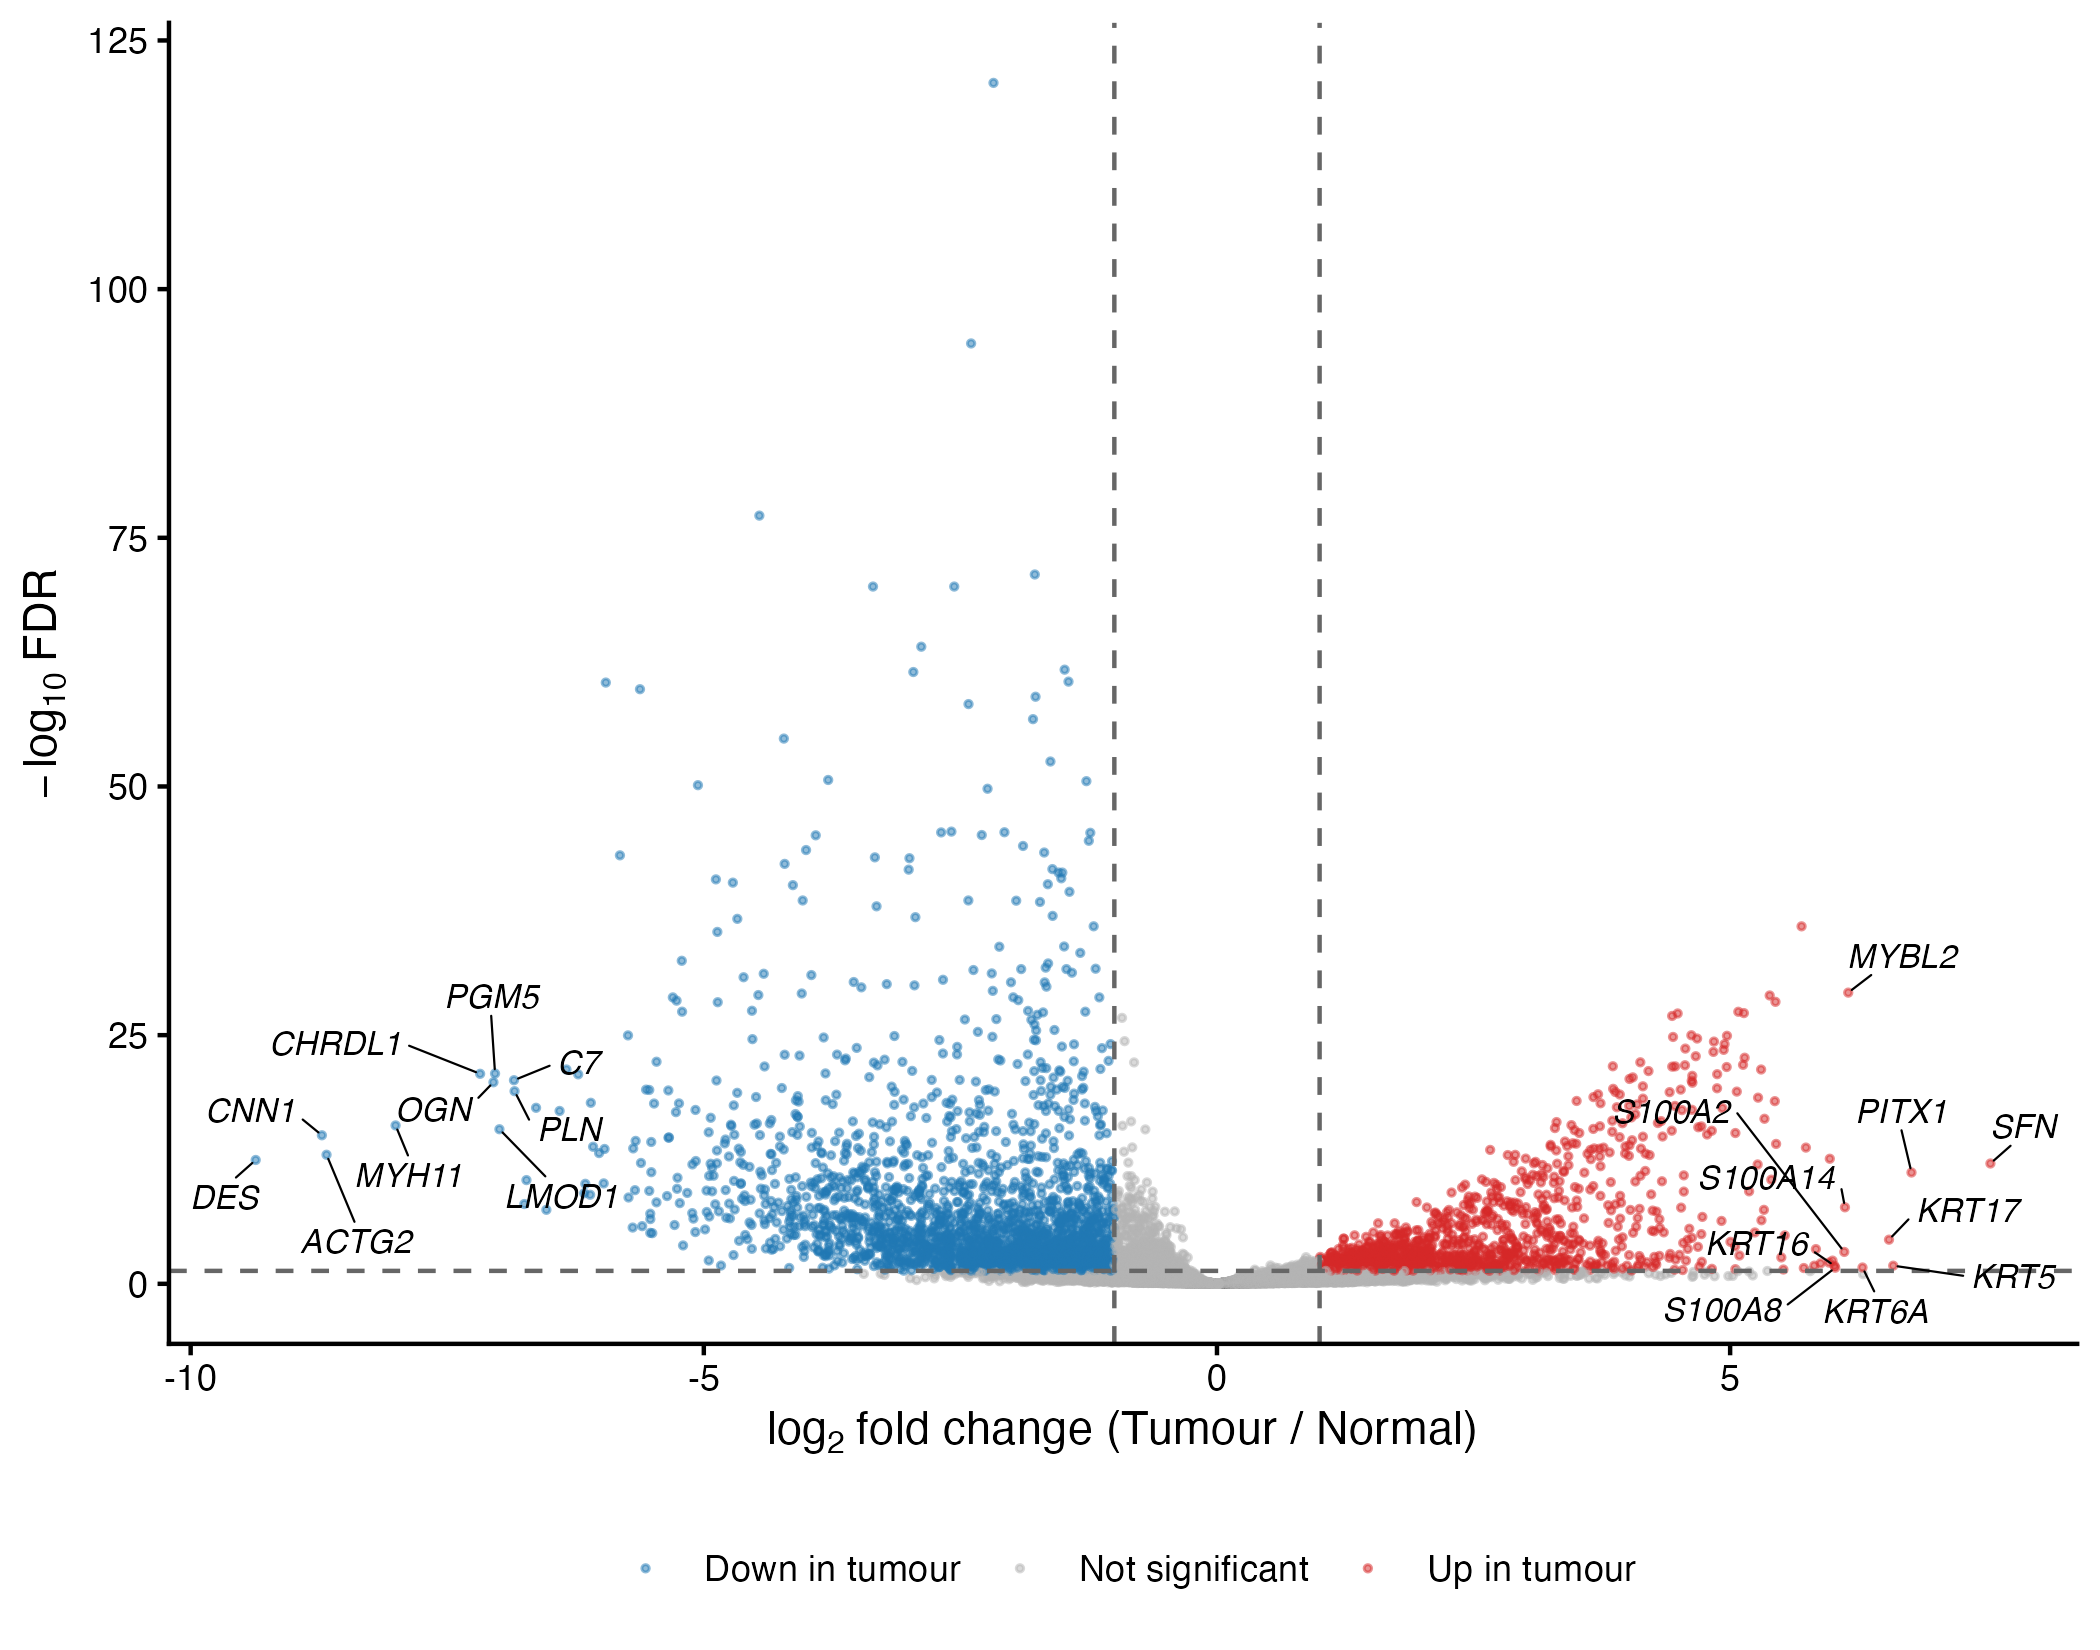 125
100
75
50
25
0
−log10 FDR
MYBL2
PGM5
CHRDL1
C7
CNN1
OGN
PLN
S100A2
PITX1
SFN
MYH11
S100A14
DES
LMOD1
KRT17
ACTG2
KRT16
KRT5
S100A8
KRT6A
-10
-5
0
5
log2 fold change (Tumour / Normal)
Down in tumour
Not significant
Up in tumour